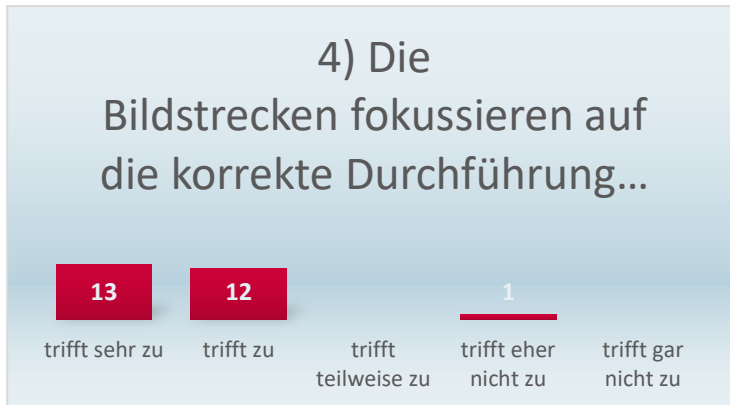 4) Die
Bildstrecken fokussieren auf
die korrekte Durchführung...
13
12
1
trifft sehr zu
trifft zu
trifft
teilweise zu
trifft eher
nicht zu
trifft gar
nicht zu